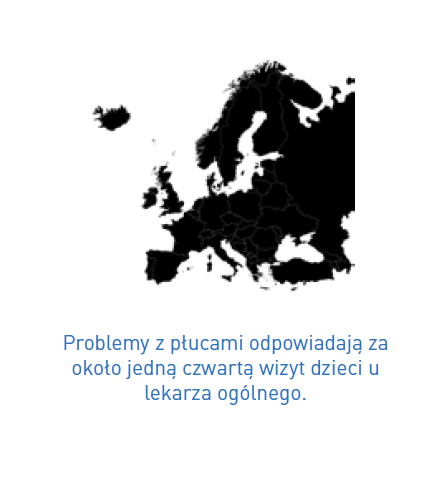 Problemy z płucami odpowiadają za
około jedną czwartą wizyt dzieci u
lekarza ogólnego.